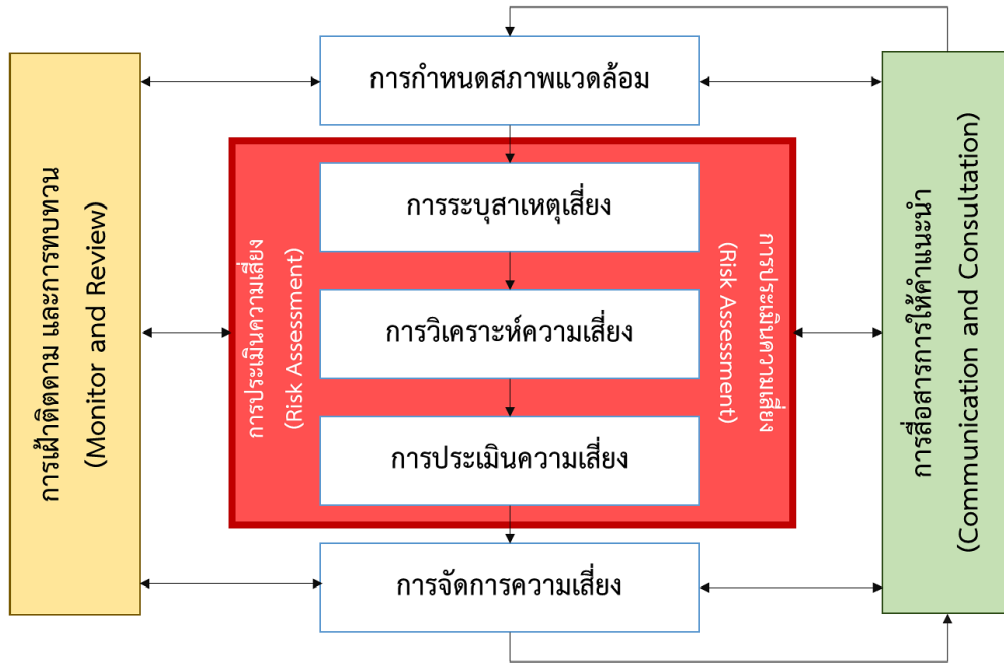 การกำหนดสภาพแวดล้อม
การเฝ้าติดตาม และการทบทวน
(Monitor and Review)
การประเมินความเสี่ยง
(Risk Assessment)
การระบุสาเหตุเสี่ยง
การวิเคราะห์ความเสี่ยง
การประเมินความเสี่ยง
การประเมินความเสี่ยง
(Risk Assessment)
การสื่อสารการให้คำแนะนำ
(Communication and Consultation)
การจัดการความเสี่ยง